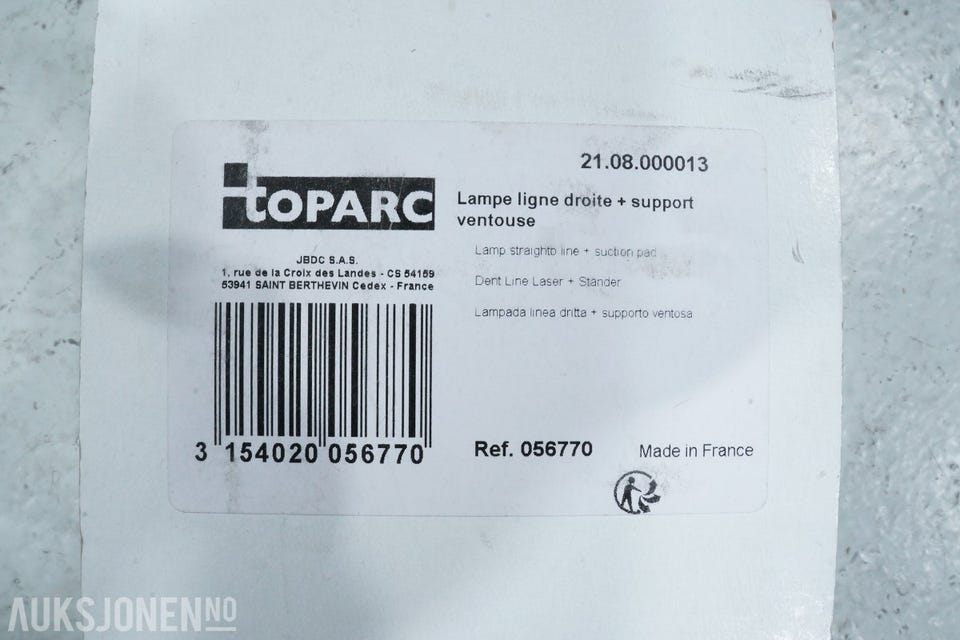 21.08.000013
TOPARC
Lampe ligne droite + support
ventouse
Lamp straighto line + suction pad
Dent Line Laser + Stander
Lampada linea dritta + supporto ventosa
JBDC S.A.S.
1, rue de la Croix des Landes - CS 54159
53941 SAINT BERTHEVIN Cedex - France
3 154020 056770
Ref. 056770
Made in France
AUKSJONEN NO